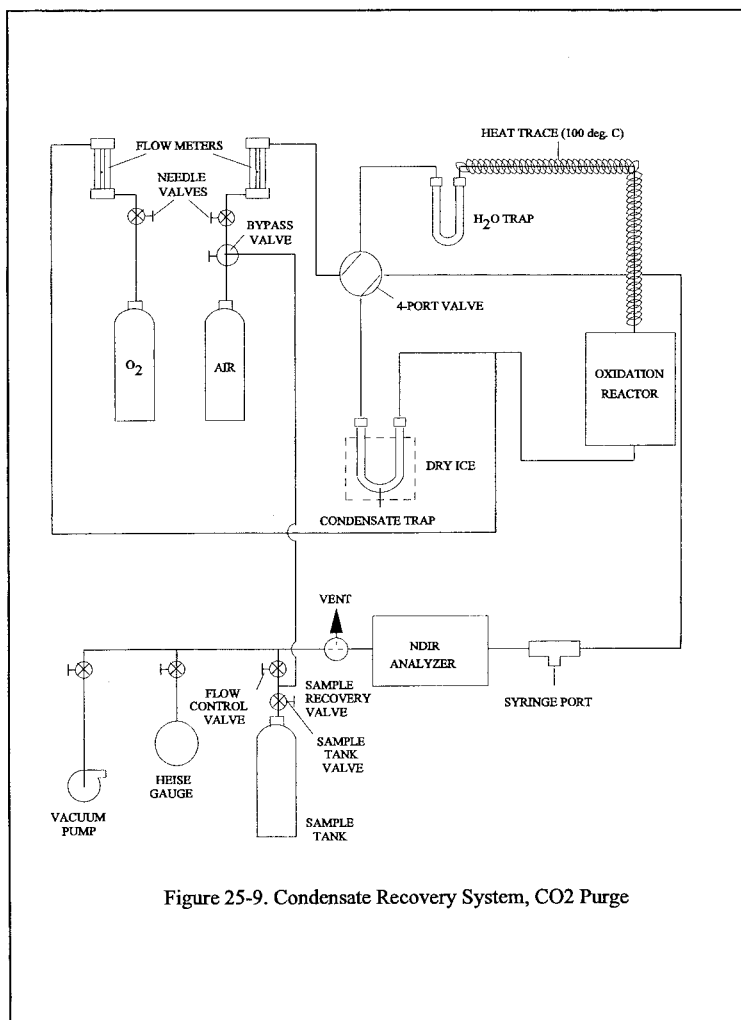 HEAT TRACE (100 deg. C)
FLOW METERS
NEEDLE
VALVES
H2O TRAP
BYPASS
VALVE
4-PORT VALVE
O2
AIR
OXIDATION
REACTOR
DRY ICE
CONDENSATE TRAP
VENT
NDIR
ANALYZER
SYRINGE PORT
FLOW
CONTROL
VALVE
SAMPLE
RECOVERY
VALVE
SAMPLE
TANK
VALVE
HEISE
GAUGE
VACUUM
PUMP
SAMPLE
TANK
Figure 25-9. Condensate Recovery System, CO2 Purge